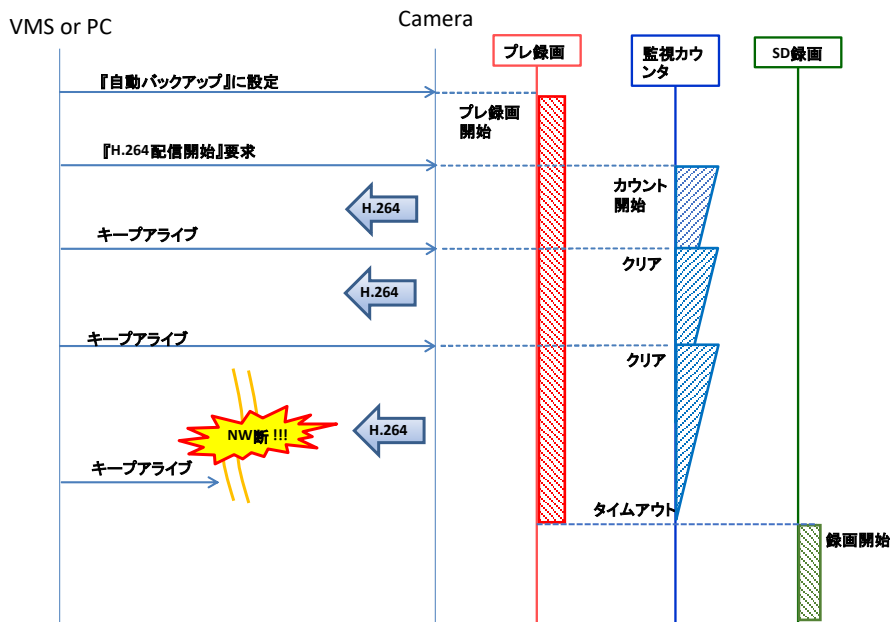 VMS or PC
Camera
プレ録画
監視カウ
ンタ
SD録画
『自動バックアップ』に設定
プレ録画
開始
『H.264配信開始』要求
カウント
開始
H.264
キープアライブ
クリア
H.264
キープアライブ
クリア
NW断 !!!
H.264
キープアライブ
タイムアウト
録画開始